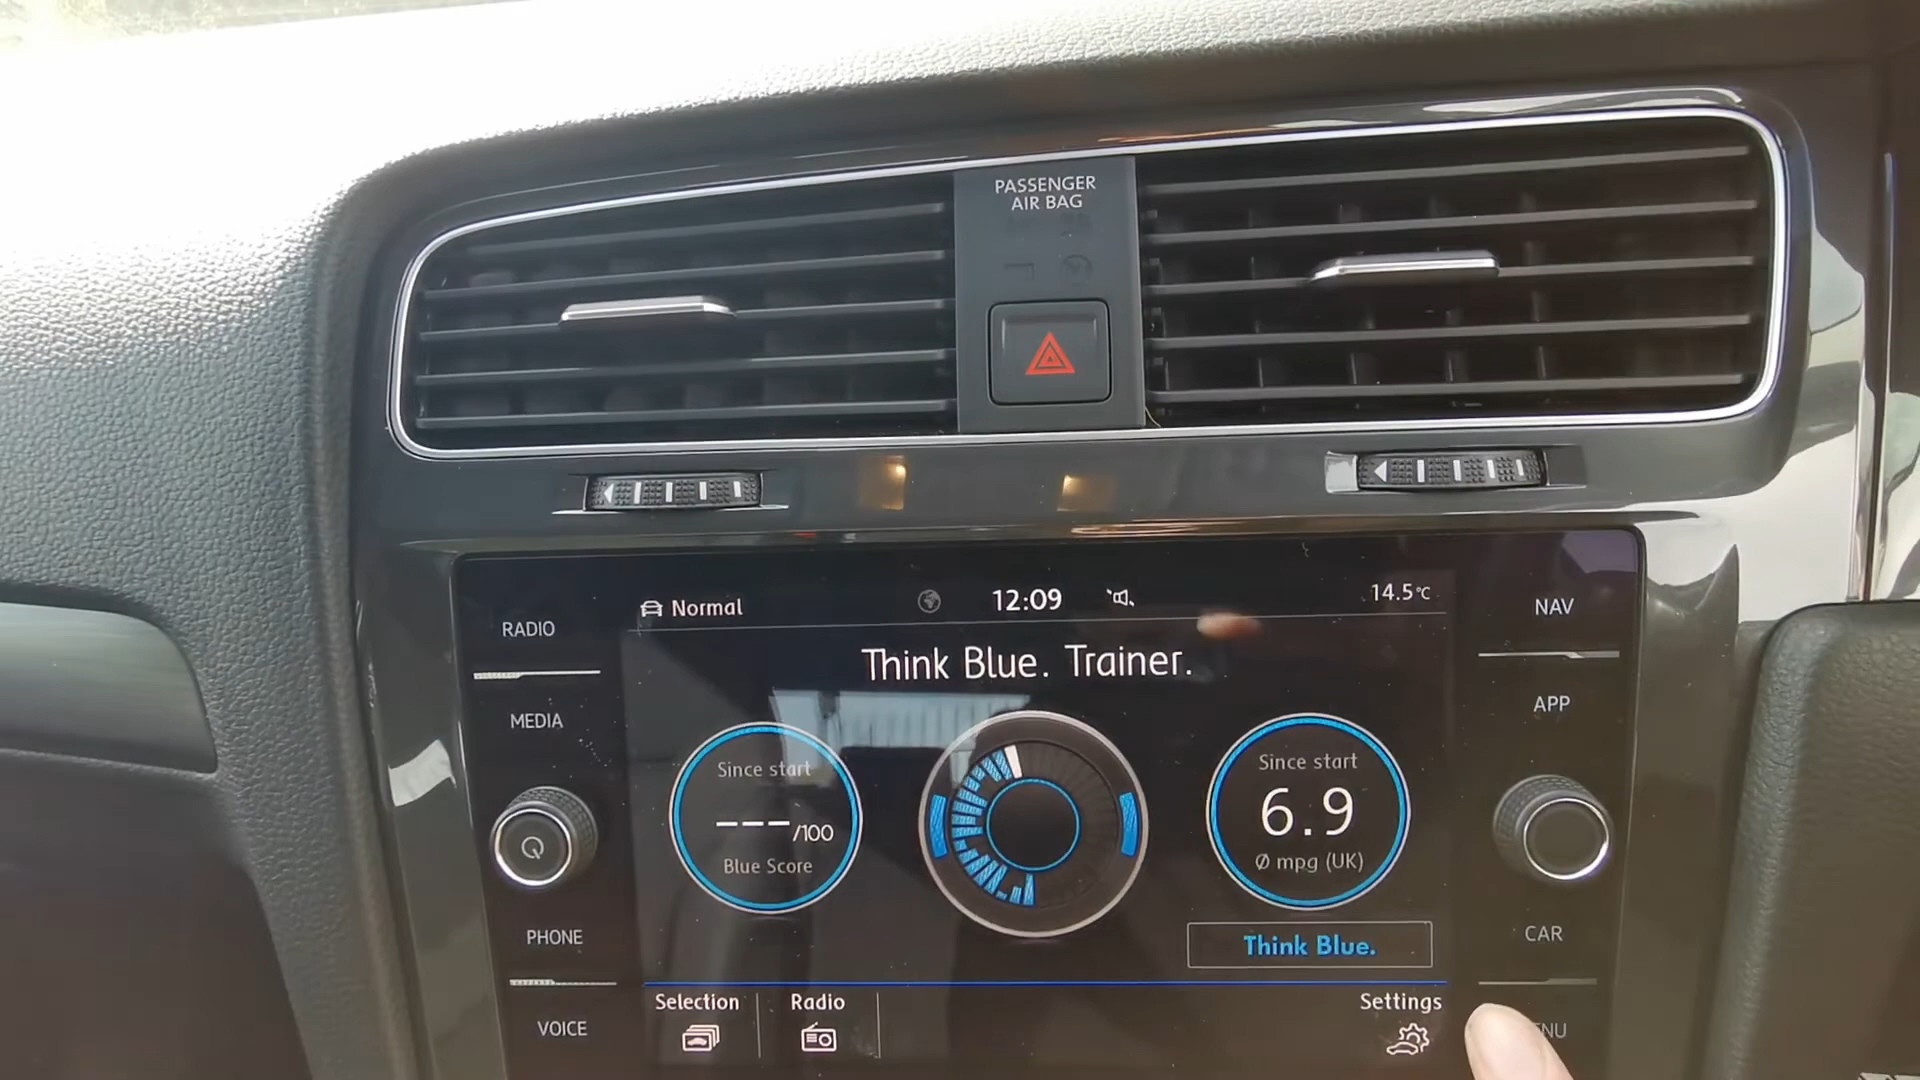 PASSENGER
AIR BAG
RADIO
MEDIA
PHONE
VOICE
Normal
12:09
14.5°C
Think Blue. Trainer.
Since start
---/100
Blue Score
Since start
6.9
Ø mpg (UK)
Think Blue.
Selection
Radio
Settings
NAV
APP
CAR
NU